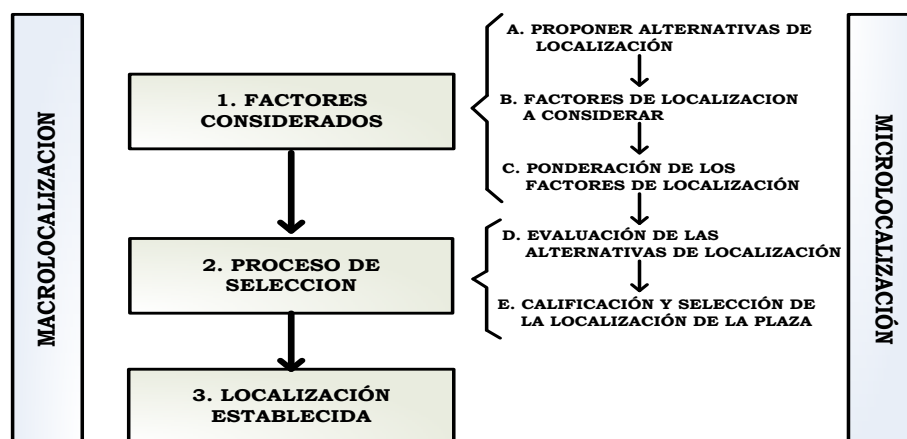 MACROLOCALIZACION
1. FACTORES
CONSIDERADOS
2. PROCESO DE
SELECCION
3. LOCALIZACIÓN
ESTABLECIDA
A. PROPONER ALTERNATIVAS DE
LOCALIZACIÓN
B. FACTORES DE LOCALIZACION
A CONSIDERAR
C. PONDERACIÓN DE LOS
FACTORES DE LOCALIZACIÓN
D. EVALUACIÓN DE LAS
ALTERNATIVAS DE LOCALIZACIÓN
E. CALIFICACIÓN Y SELECCIÓN DE
LA LOCALIZACIÓN DE LA PLAZA
MICROLOCALIZACIÓN